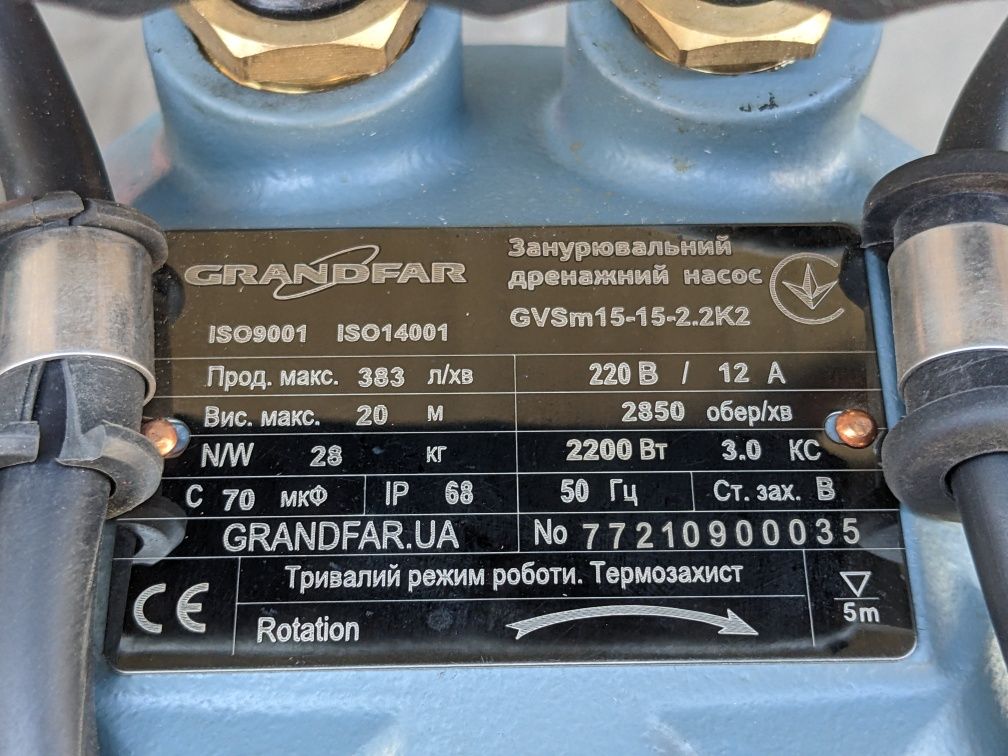 GRANDFAR
Занурювальний
дренажний насос
GVSm15-15-2.2K2
ISO9001 ISO14001
Прод. макс. 383 л/хв 220 В / 12 А
Вис. макс. 20 м 2850 обер/хв
N/W 28 кг 2200 Вт 3.0 КС
С 70 мкФ IP 68 50 Гц Ст. зах. В
GRANDFAR.UA No 77210900035
CE Тривалий режим роботи. Термозахист
Rotation 5m